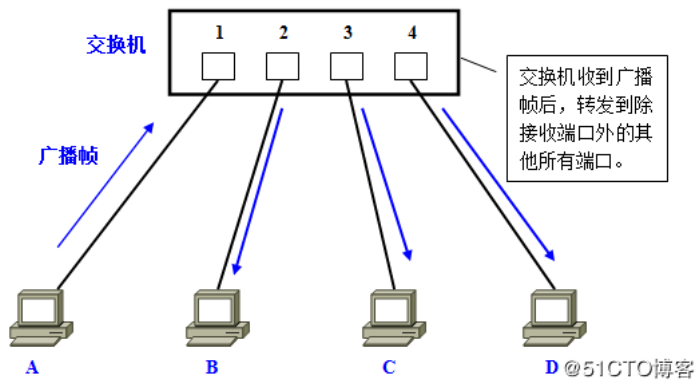 1 2 3 4
交换机
交换机收到广播
帧后，转发到除
接收端口外的其
他所有端口。
广播帧
A B C D
@51CTO博客